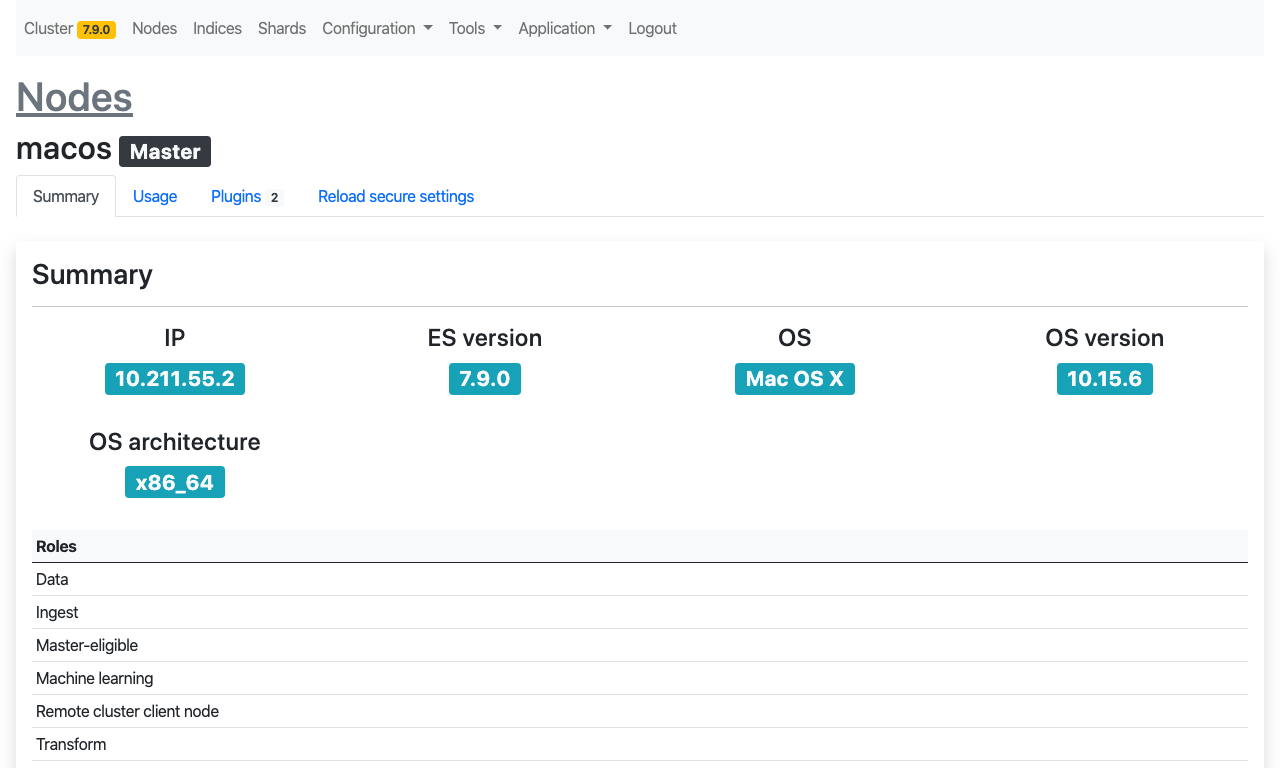 Cluster 7.9.0 Nodes Indices Shards Configuration Tools Application Logout
Nodes
macos Master
Summary Usage Plugins 2 Reload secure settings
Summary
IP ES version OS OS version
10.211.55.2 7.9.0 Mac OS X 10.15.6
OS architecture
x86_64
Roles
Data
Ingest
Master-eligible
Machine learning
Remote cluster client node
Transform